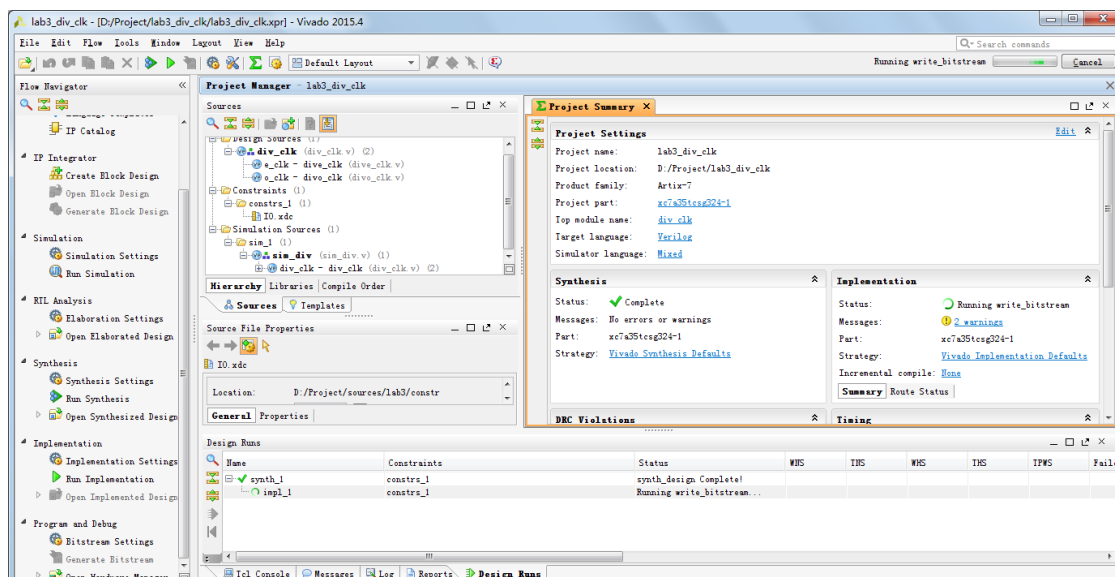 lab3_div_clk - [D:/Project/lab3_div_clk/lab3_div_clk.xpr] - Vivado 2015.4
File Edit Flow Tools Window Layout View Help
Q- Search commands
Default Layout
Running write_bitstream
Cancel
Flow Navigator
IP Catalog
IP Integrator
Create Block Design
Open Block Design
Generate Block Design
Simulation
Simulation Settings
Run Simulation
RTL Analysis
Elaboration Settings
Open Elaborated Design
Synthesis
Synthesis Settings
Run Synthesis
Open Synthesized Design
Implementation
Implementation Settings
Run Implementation
Open Implemented Design
Program and Debug
Bitstream Settings
Generate Bitstream
Open Hardware Manager
Project Manager - lab3_div_clk
Sources
Design Sources (1)
div_clk (div_clk.v) (2)
e_clk - dive_clk (dive_clk.v)
o_clk - divo_clk (divo_clk.v)
Constraints (1)
constrs_1 (1)
IO.xdc
Simulation Sources (1)
sim_1 (1)
sim_div (sim_div.v) (1)
div_clk - div_clk (div_clk.v) (2)
Hierarchy Libraries Compile Order
Sources Templates
Source File Properties
IO.xdc
Location: D:/Project/sources/lab3/constr
General Properties
Project Summary
Project Settings Edit
Project name: lab3_div_clk
Project location: D:/Project/lab3_div_clk
Product family: Artix-7
Project part: xc7a35tcsg324-1
Top module name: div_clk
Target language: Verilog
Simulator language: Mixed
Synthesis
Status: Complete
Messages: No errors or warnings
Part: xc7a35tcsg324-1
Strategy: Vivado Synthesis Defaults
Implementation
Status: Running write_bitstream
Messages: 2 warnings
Part: xc7a35tcsg324-1
Strategy: Vivado Implementation Defaults
Incremental compile: None
Summary Route Status
DRC Violations
Timing
Design Runs
Name Constraints Status WNS TNS WHS THS TPWS Faile
synth_1 constrs_1 synth_design Complete!
impl_1 constrs_1 Running write_bitstream...
Tcl Console Messages Log Reports Design Runs